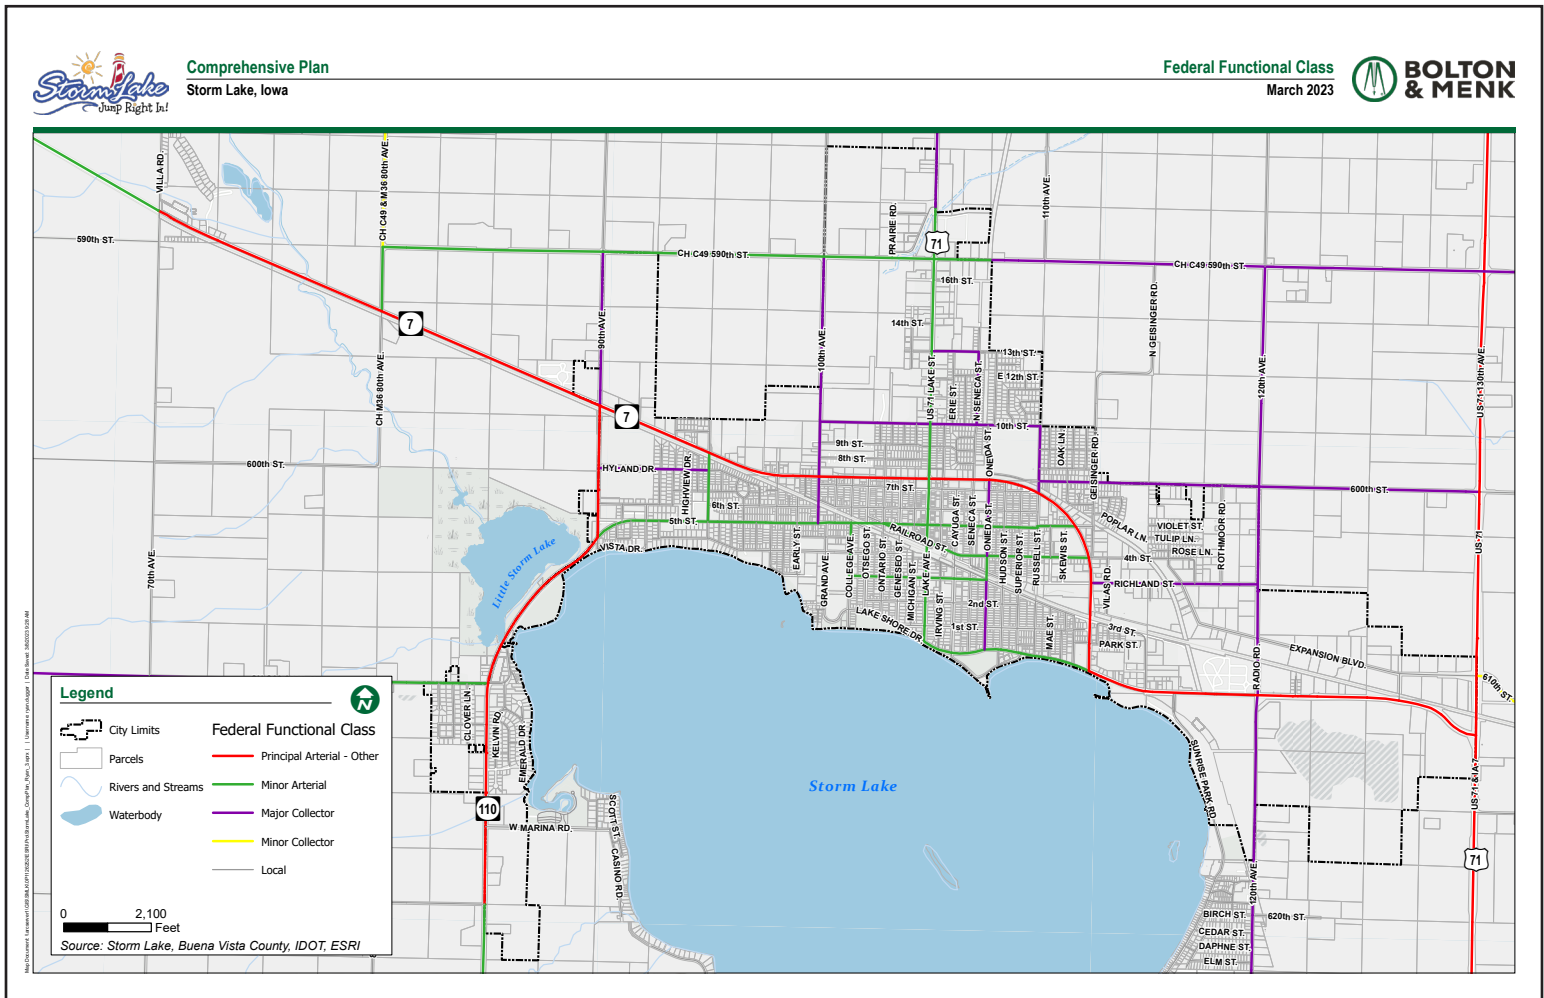 Storm Lake
Jump Right In!
Comprehensive Plan
Storm Lake, Iowa
Federal Functional Class
March 2023
BOLTON
& MENK
VILLA RD.
CH C49 & M36 80th AVE.
590th ST.
PRAIRIE RD.
110th AVE.
71
CH C49 590th ST.
CH C49 590th ST.
16th ST.
N GEISINGER RD.
7
14th ST.
90th AVE.
100th AVE.
13th ST.
E 12th ST.
US 71 LAKE ST.
ERIE ST.
N SENECA ST.
120th AVE.
US 71-130th AVE.
CH M36 80th AVE.
7
10th ST.
9th ST.
8th ST.
ONEIDA ST.
OAK LN.
GEISINGER RD.
600th ST.
HYLAND DR.
HIGHVIEW DR.
7th ST.
600th ST.
6th ST.
5th ST.
VISTA DR.
RAILROAD ST.
CAYUGA ST.
SENECA ST.
ONIEDA ST.
HUDSON ST.
SUPERIOR ST.
RUSSELL ST.
SKEWIS ST.
POPLAR LN.
VIOLET ST.
TULIP LN.
ROSE LN.
ROTHMOOR RD.
US 71
4th ST.
EARLY ST.
GRAND AVE.
COLLEGE AVE.
OTSEGO ST.
ONTARIO ST.
GENESEO ST.
MICHIGAN ST.
LAKE AVE.
IRVING ST.
70th AVE.
Little Storm Lake
VILAS RD.
RICHLAND ST.
2nd ST.
1st ST.
LAKE SHORE DR.
MAE ST.
3rd ST.
PARK ST.
EXPANSION BLVD.
RADIO RD.
610th ST.
CLOVER LN.
KELVIN RD.
EMERALD DR.
110
W MARINA RD.
SCOTT ST.
CASINO RD.
Storm Lake
SUNRISE PARK RD.
US 71 & IA 7
71
120th AVE.
BIRCH ST.
620th ST.
CEDAR ST.
DAPHNE ST.
ELM ST.
Legend
N
City Limits
Parcels
Rivers and Streams
Waterbody
Federal Functional Class
Principal Arterial - Other
Minor Arterial
Major Collector
Minor Collector
Local
0 2,100
Feet
Source: Storm Lake, Buena Vista County, IDOT, ESRI